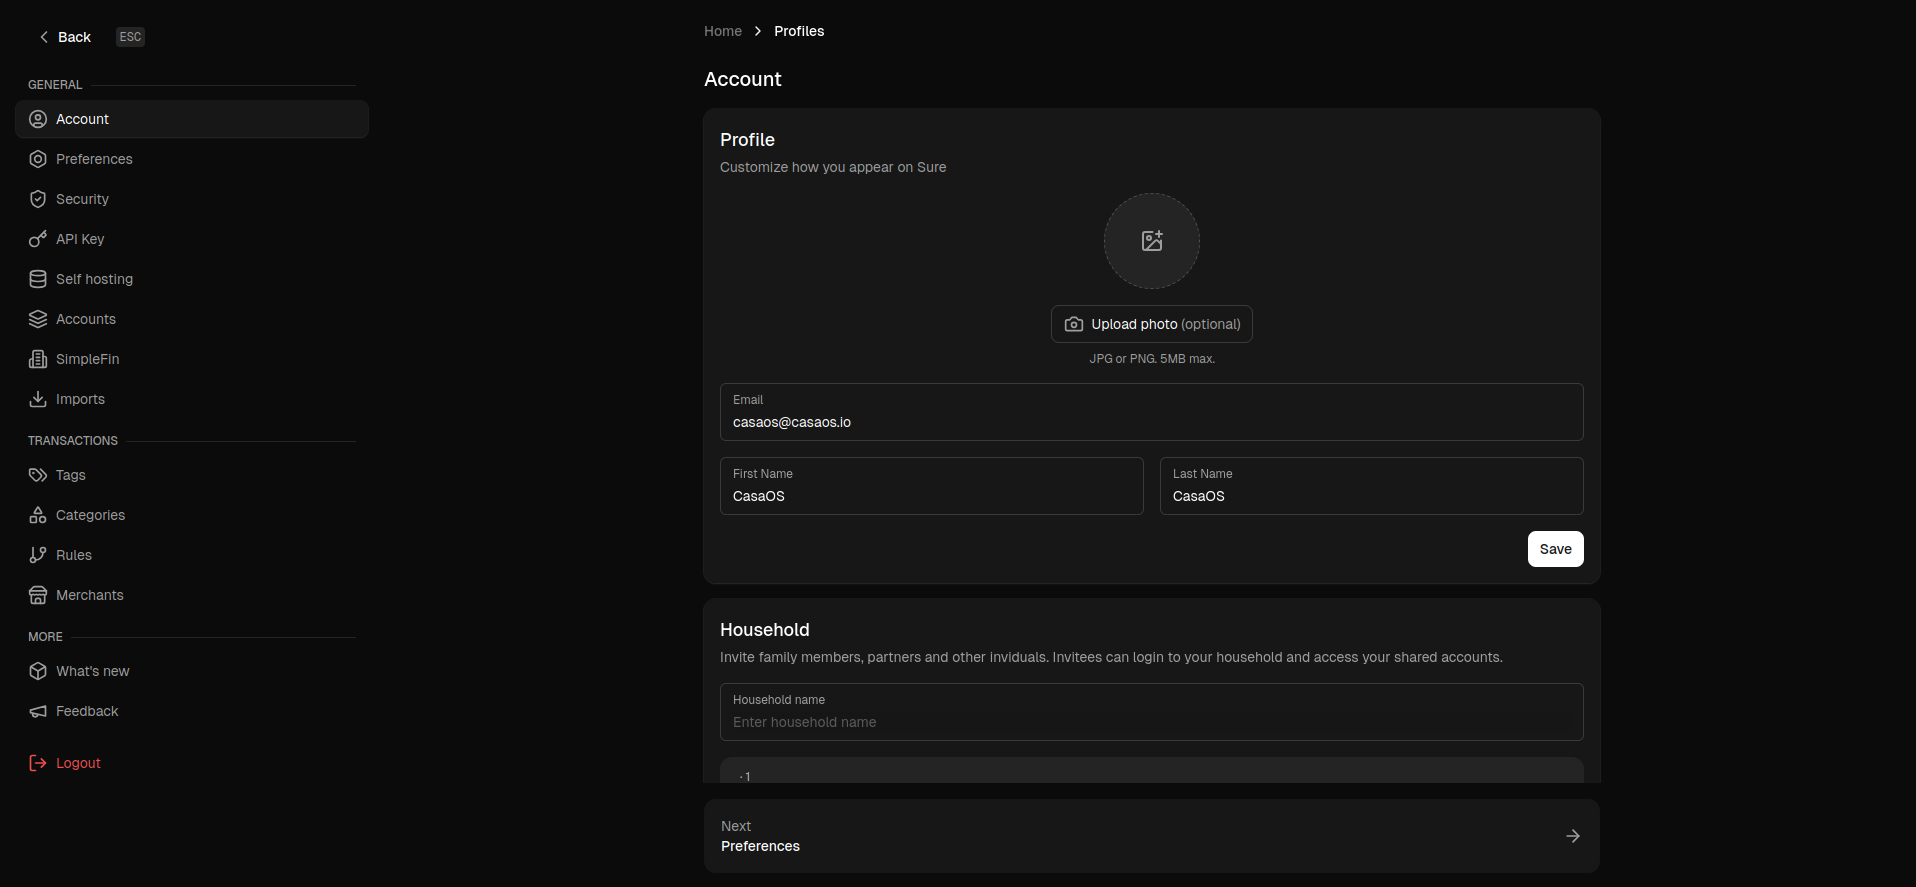 Back ESC
GENERAL
Account
Preferences
Security
API Key
Self hosting
Accounts
SimpleFin
Imports
TRANSACTIONS
Tags
Categories
Rules
Merchants
MORE
What's new
Feedback
Logout
Home > Profiles
Account
Profile
Customize how you appear on Sure
Upload photo (optional)
JPG or PNG. 5MB max.
Email
casaos@casaos.io
First Name
CasaOS
Last Name
CasaOS
Save
Household
Invite family members, partners and other inviduals. Invitees can login to your household and access your shared accounts.
Household name
Enter household name
· 1
Next
Preferences